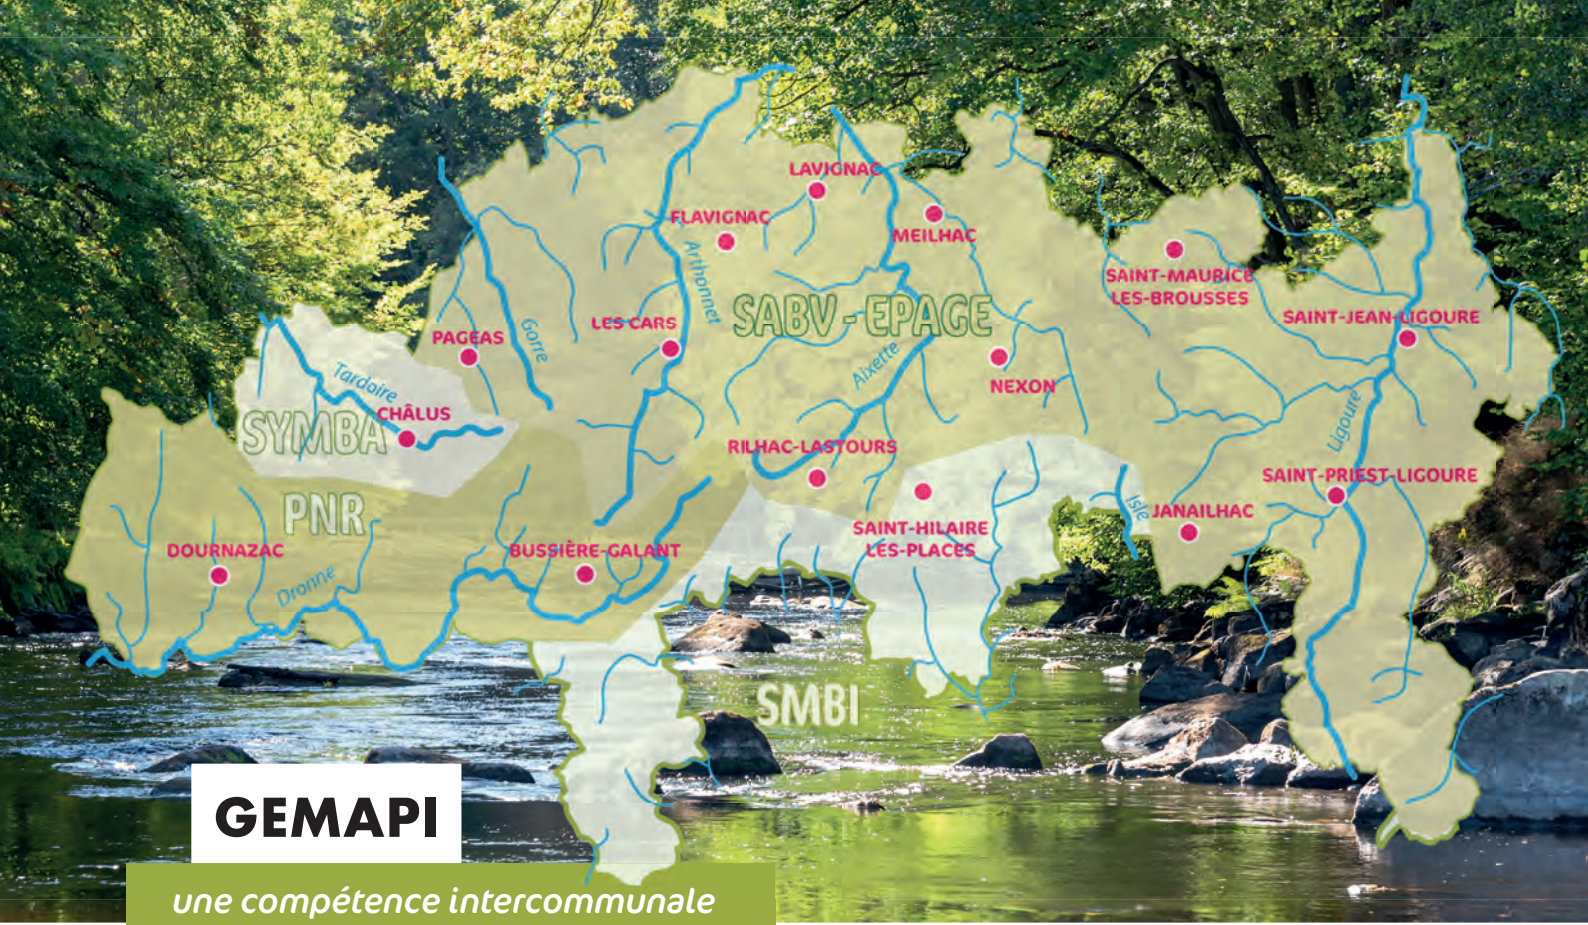 LAVIGNAC
FLAVIGNAC
MEILHAC
Arthonnet
SAINT-MAURICE
LES-BROUSSES
SABV - EPAGE
SAINT-JEAN-LIGOURE
LES CARS
PAGEAS
Gorre
Aixette
NEXON
Tardoire
CHÂLUS
SYMBA
Ligoure
RILHAC-LASTOURS
SAINT-PRIEST-LIGOURE
PNR
Isle
JANAILHAC
SAINT-HILAIRE
LES-PLACES
DOURNAZAC
BUSSIÈRE-GALANT
Dronne
SMBI
GEMAPI
une compétence intercommunale